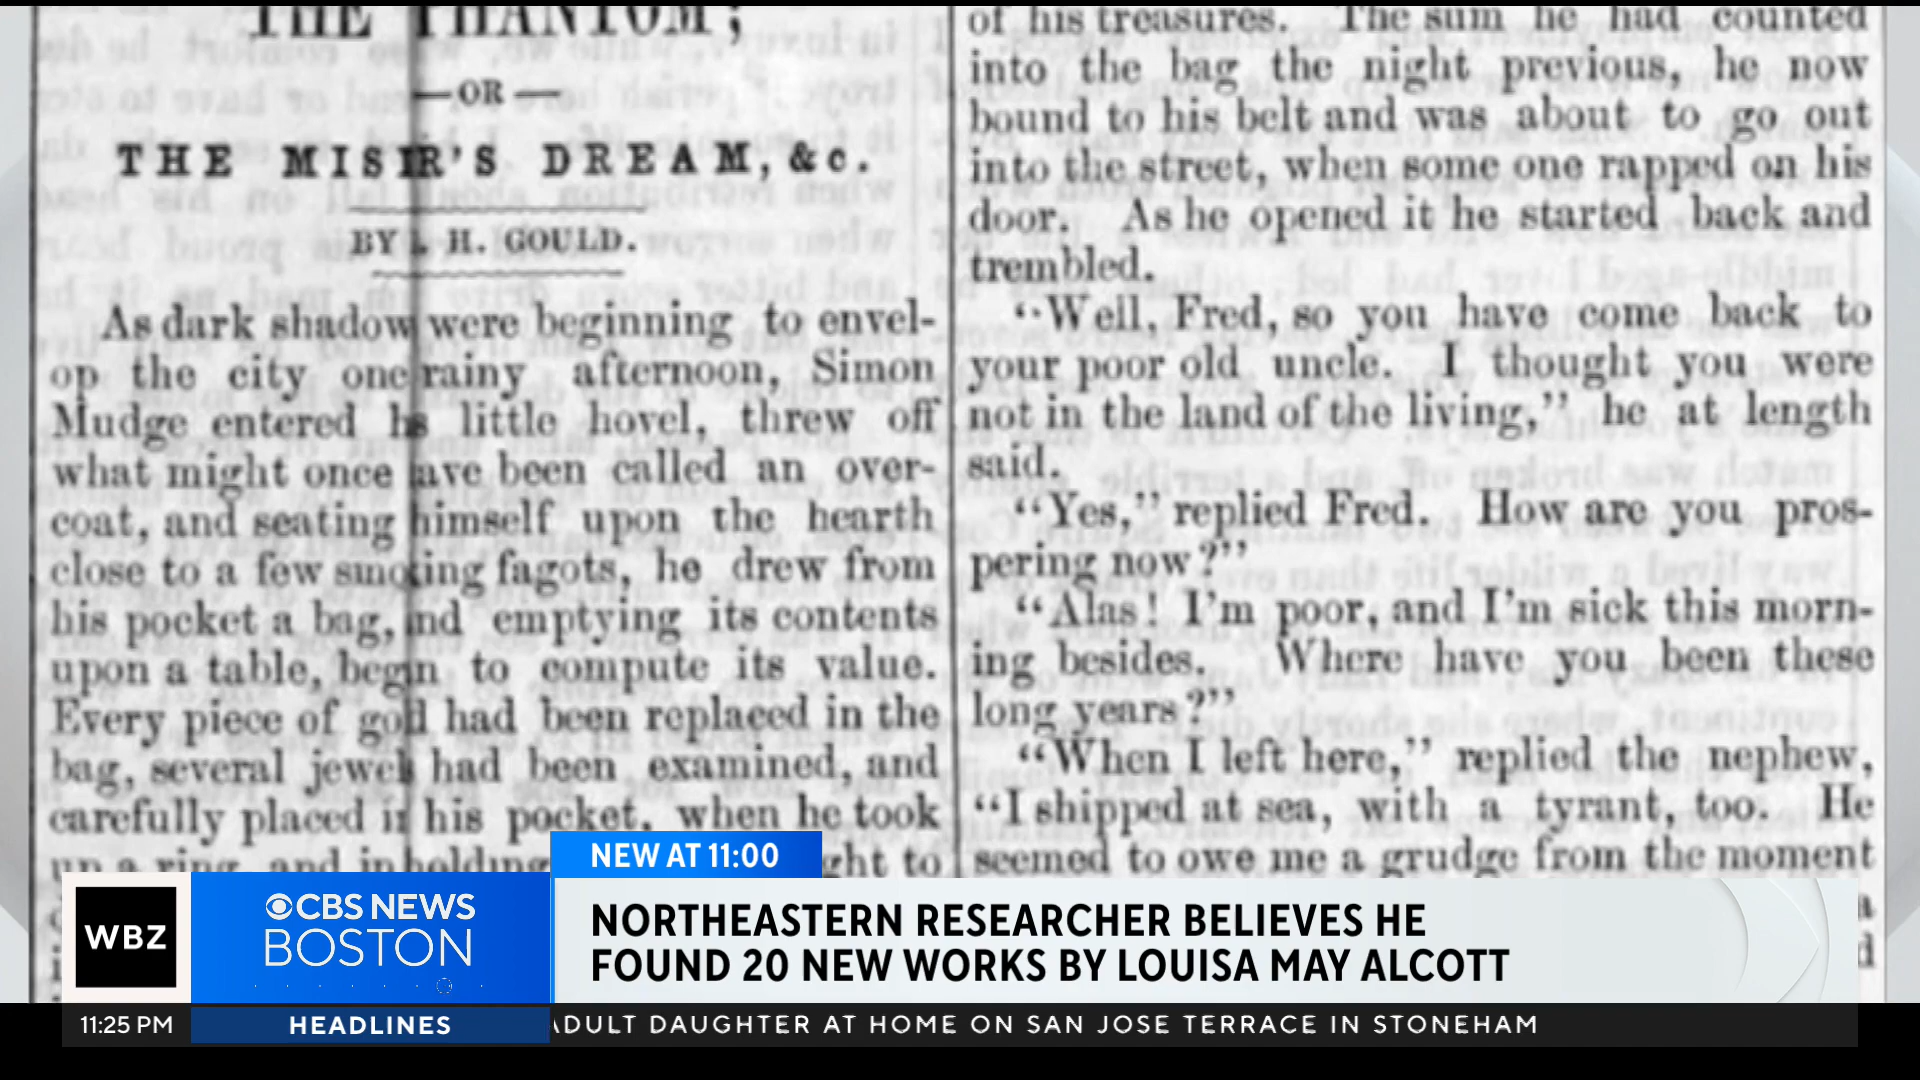 THE PHANTOM;
—OR—
THE MISER'S DREAM, &c.
BY H. GOULD.
As dark shadow were beginning to envel-
op the city one rainy afternoon, Simon
Mudge entered hs little hovel, threw off
what might once ave been called an over-
coat, and seating himself upon the hearth
close to a few smoking fagots, he drew from
his pocket a bag, nd emptying its contents
upon a table, begin to compute its value.
Every piece of gold had been replaced in the
bag, several jewels had been examined, and
carefully placed in his pocket, when he took
up a ring, and in holding ght to
of his treasures. The sum he had counted
into the bag the night previous, he now
bound to his belt and was about to go out
into the street, when some one rapped on his
door. As he opened it he started back and
trembled.
"Well, Fred, so you have come back to
your poor old uncle. I thought you were
not in the land of the living," he at length
said.
"Yes," replied Fred. How are you pros-
pering now?"
"Alas! I'm poor, and I'm sick this morn-
ing besides. Where have you been these
long years?"
"When I left here," replied the nephew,
"I shipped at sea, with a tyrant, too. He
seemed to owe me a grudge from the moment
NEW AT 11:00
WBZ
CBS NEWS
BOSTON
NORTHEASTERN RESEARCHER BELIEVES HE
FOUND 20 NEW WORKS BY LOUISA MAY ALCOTT
11:25 PM
HEADLINES
ADULT DAUGHTER AT HOME ON SAN JOSE TERRACE IN STONEHAM